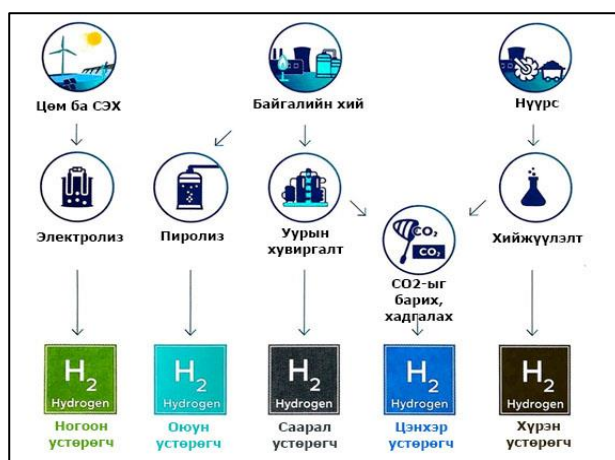 Цөм ба СЭХ
Байгалийн хий
Нүүрс
Электролиз
Пиролиз
Уурын
хувиргалт
CO₂
CO₂
СО2-ыг
барих,
хадгалах
Хийжүүлэлт
H₂
Hydrogen
Ногоон
устөрөгч
H₂
Hydrogen
Оюун
устөрөгч
H₂
Hydrogen
Саарал
устөрөгч
H₂
Hydrogen
Цэнхэр
устөрөгч
H₂
Hydrogen
Хүрэн
устөрөгч